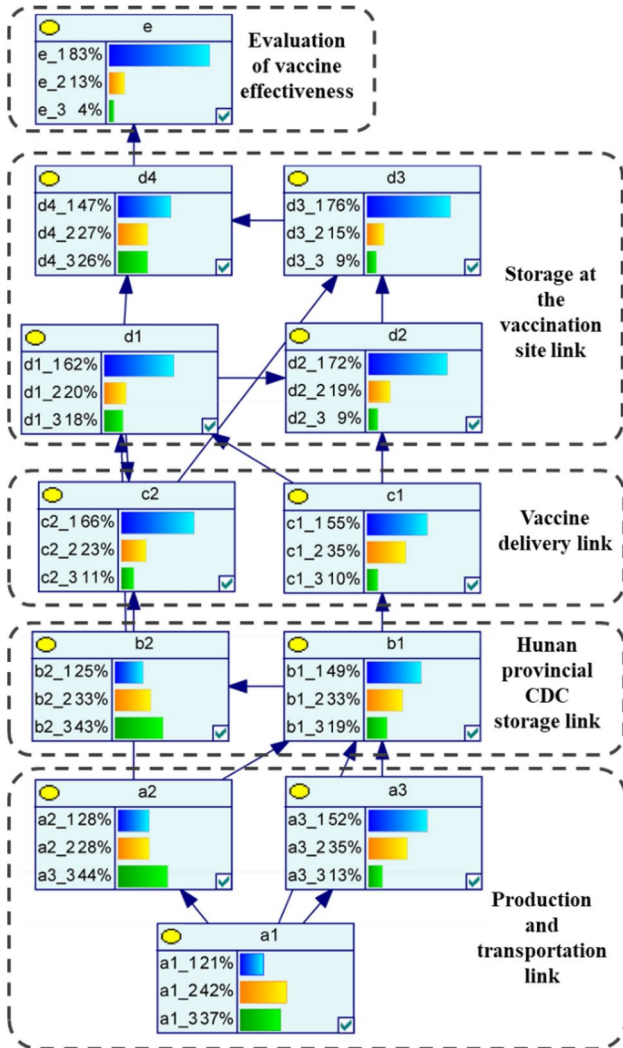 e
e_1 83%
e_2 13%
e_3 4%
Evaluation
of vaccine
effectiveness
d4
d4_1 47%
d4_2 27%
d4_3 26%
d3
d3_1 76%
d3_2 15%
d3_3 9%
Storage at
the
vaccination
site link
d1
d1_1 62%
d1_2 20%
d1_3 18%
d2
d2_1 72%
d2_2 19%
d2_3 9%
c2
c2_1 66%
c2_2 23%
c2_3 11%
c1
c1_1 55%
c1_2 35%
c1_3 10%
Vaccine
delivery link
b2
b2_1 25%
b2_2 33%
b2_3 43%
b1
b1_1 49%
b1_2 33%
b1_3 19%
Hunan
provincial
CDC
storage link
a2
a2_1 28%
a2_2 28%
a2_3 44%
a3
a3_1 52%
a3_2 35%
a3_3 13%
a1
a1_1 21%
a1_2 42%
a1_3 37%
Production
and
transportation
link